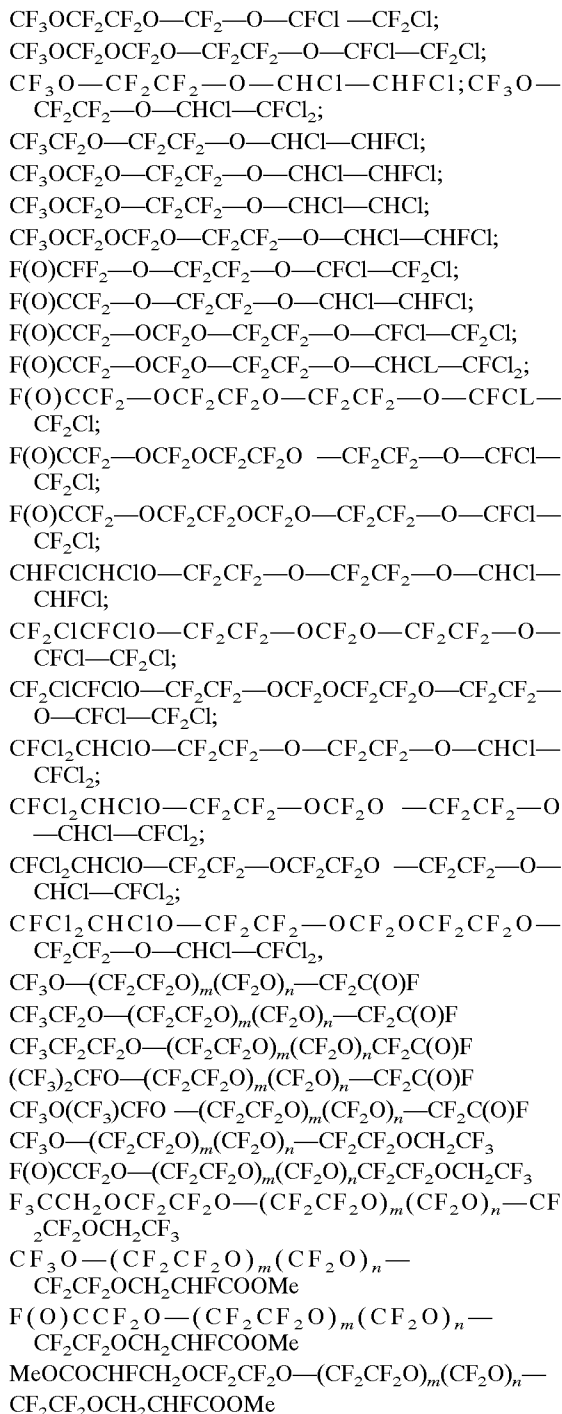 CF₃OCF₂CF₂O—CF₂—O—CFCl —CF₂Cl;
CF₃OCF₂OCF₂O—CF₂CF₂—O—CFCl—CF₂Cl;
CF₃O—CF₂CF₂—O—CHCl—CHFCl;CF₃O—
CF₂CF₂—O—CHCl—CFCl₂;
CF₃CF₂O—CF₂CF₂—O—CHCl—CHFCl;
CF₃OCF₂O—CF₂CF₂—O—CHCl—CHFCl;
CF₃OCF₂O—CF₂CF₂—O—CHCl—CHCl;
CF₃OCF₂OCF₂O—CF₂CF₂—O—CHCl—CHFCl;
F(O)CFF₂—O—CF₂CF₂—O—CFCl—CF₂Cl;
F(O)CCF₂—O—CF₂CF₂—O—CHCl—CHFCl;
F(O)CCF₂—OCF₂O—CF₂CF₂—O—CFCl—CF₂Cl;
F(O)CCF₂—OCF₂O—CF₂CF₂—O—CHCL—CFCl₂;
F(O)CCF₂—OCF₂CF₂O—CF₂CF₂—O—CFCL—
CF₂Cl;
F(O)CCF₂—OCF₂OCF₂CF₂O —CF₂CF₂—O—CFCl—
CF₂Cl;
F(O)CCF₂—OCF₂CF₂OCF₂O—CF₂CF₂—O—CFCl—
CF₂Cl;
CHFClCHClO—CF₂CF₂—O—CF₂CF₂—O—CHCl—
CHFCl;
CF₂ClCFClO—CF₂CF₂—OCF₂O—CF₂CF₂—O—
CFCl—CF₂Cl;
CF₂ClCFClO—CF₂CF₂—OCF₂OCF₂CF₂O—CF₂CF₂—
O—CFCl—CF₂Cl;
CFCl₂CHClO—CF₂CF₂—O—CF₂CF₂—O—CHCl—
CFCl₂;
CFCl₂CHClO—CF₂CF₂—OCF₂O —CF₂CF₂—O
—CHCl—CFCl₂;
CFCl₂CHClO—CF₂CF₂—OCF₂CF₂O —CF₂CF₂—O—
CHCl—CFCl₂;
CFCl₂CHClO—CF₂CF₂—OCF₂OCF₂CF₂O—
CF₂CF₂—O—CHCl—CFCl₂,
CF₃O—(CF₂CF₂O)ₘ(CF₂O)ₙ—CF₂C(O)F
CF₃CF₂O—(CF₂CF₂O)ₘ(CF₂O)ₙ—CF₂C(O)F
CF₃CF₂CF₂O—(CF₂CF₂O)ₘ(CF₂O)ₙCF₂C(O)F
(CF₃)₂CFO—(CF₂CF₂O)ₘ(CF₂O)ₙ—CF₂C(O)F
CF₃O(CF₃)CFO —(CF₂CF₂O)ₘ(CF₂O)ₙ—CF₂C(O)F
CF₃O—(CF₂CF₂O)ₘ(CF₂O)ₙ—CF₂CF₂OCH₂CF₃
F(O)CCF₂O—(CF₂CF₂O)ₘ(CF₂O)ₙCF₂CF₂OCH₂CF₃
F₃CCH₂OCF₂CF₂O—(CF₂CF₂O)ₘ(CF₂O)ₙ—CF
₂CF₂OCH₂CF₃
CF₃O—(CF₂CF₂O)ₘ(CF₂O)ₙ—
CF₂CF₂OCH₂CHFCOOMe
F(O)CCF₂O—(CF₂CF₂O)ₘ(CF₂O)ₙ—
CF₂CF₂OCH₂CHFCOOMe
MeOCOCHFCH₂OCF₂CF₂O—(CF₂CF₂O)ₘ(CF₂O)ₙ—
CF₂CF₂OCH₂CHFCOOMe